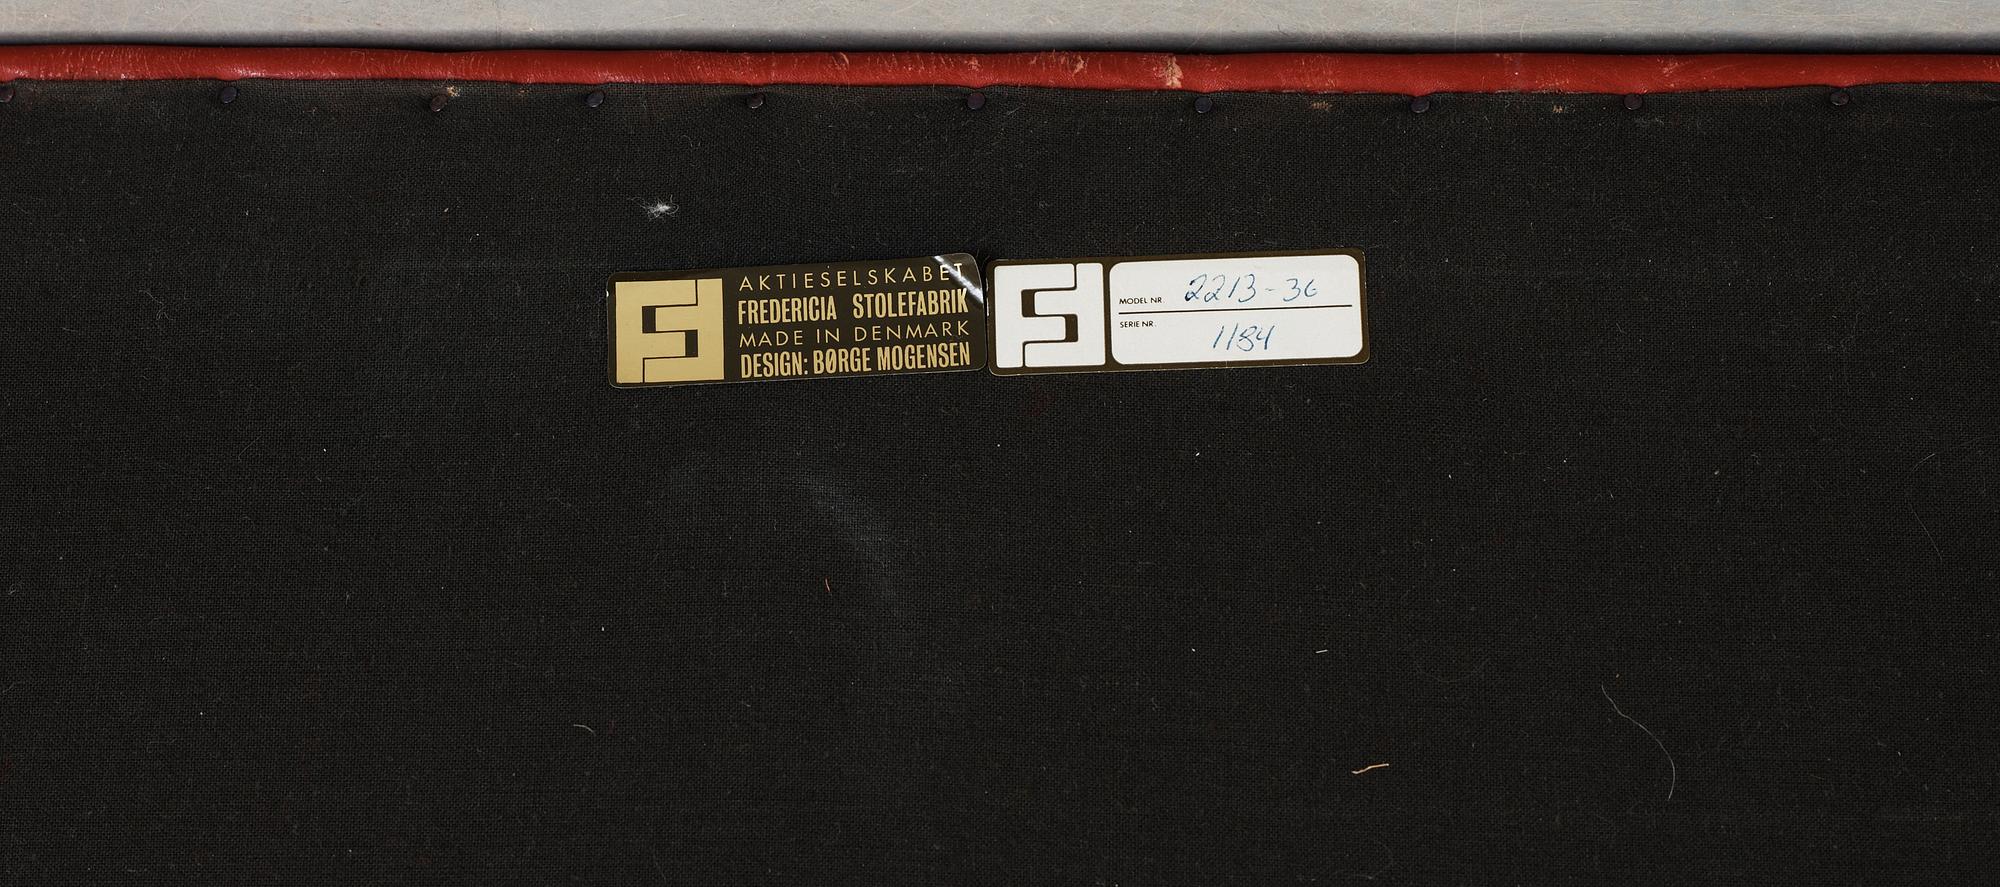 AKTIESELSKABET
FREDERICIA STOLEFABRIK
MADE IN DENMARK
DESIGN: BØRGE MOGENSEN
MODEL NR. 2213-36
SERIE NR. 1184